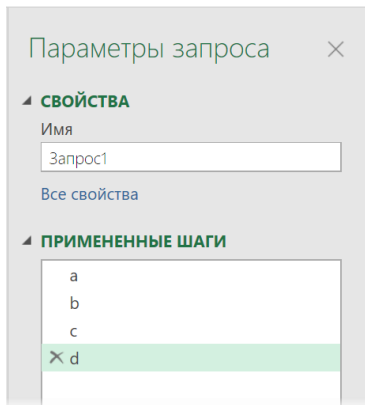 Параметры запроса
СВОЙСТВА
Имя
Запрос1
Все свойства
ПРИМЕНЕННЫЕ ШАГИ
a
b
c
d